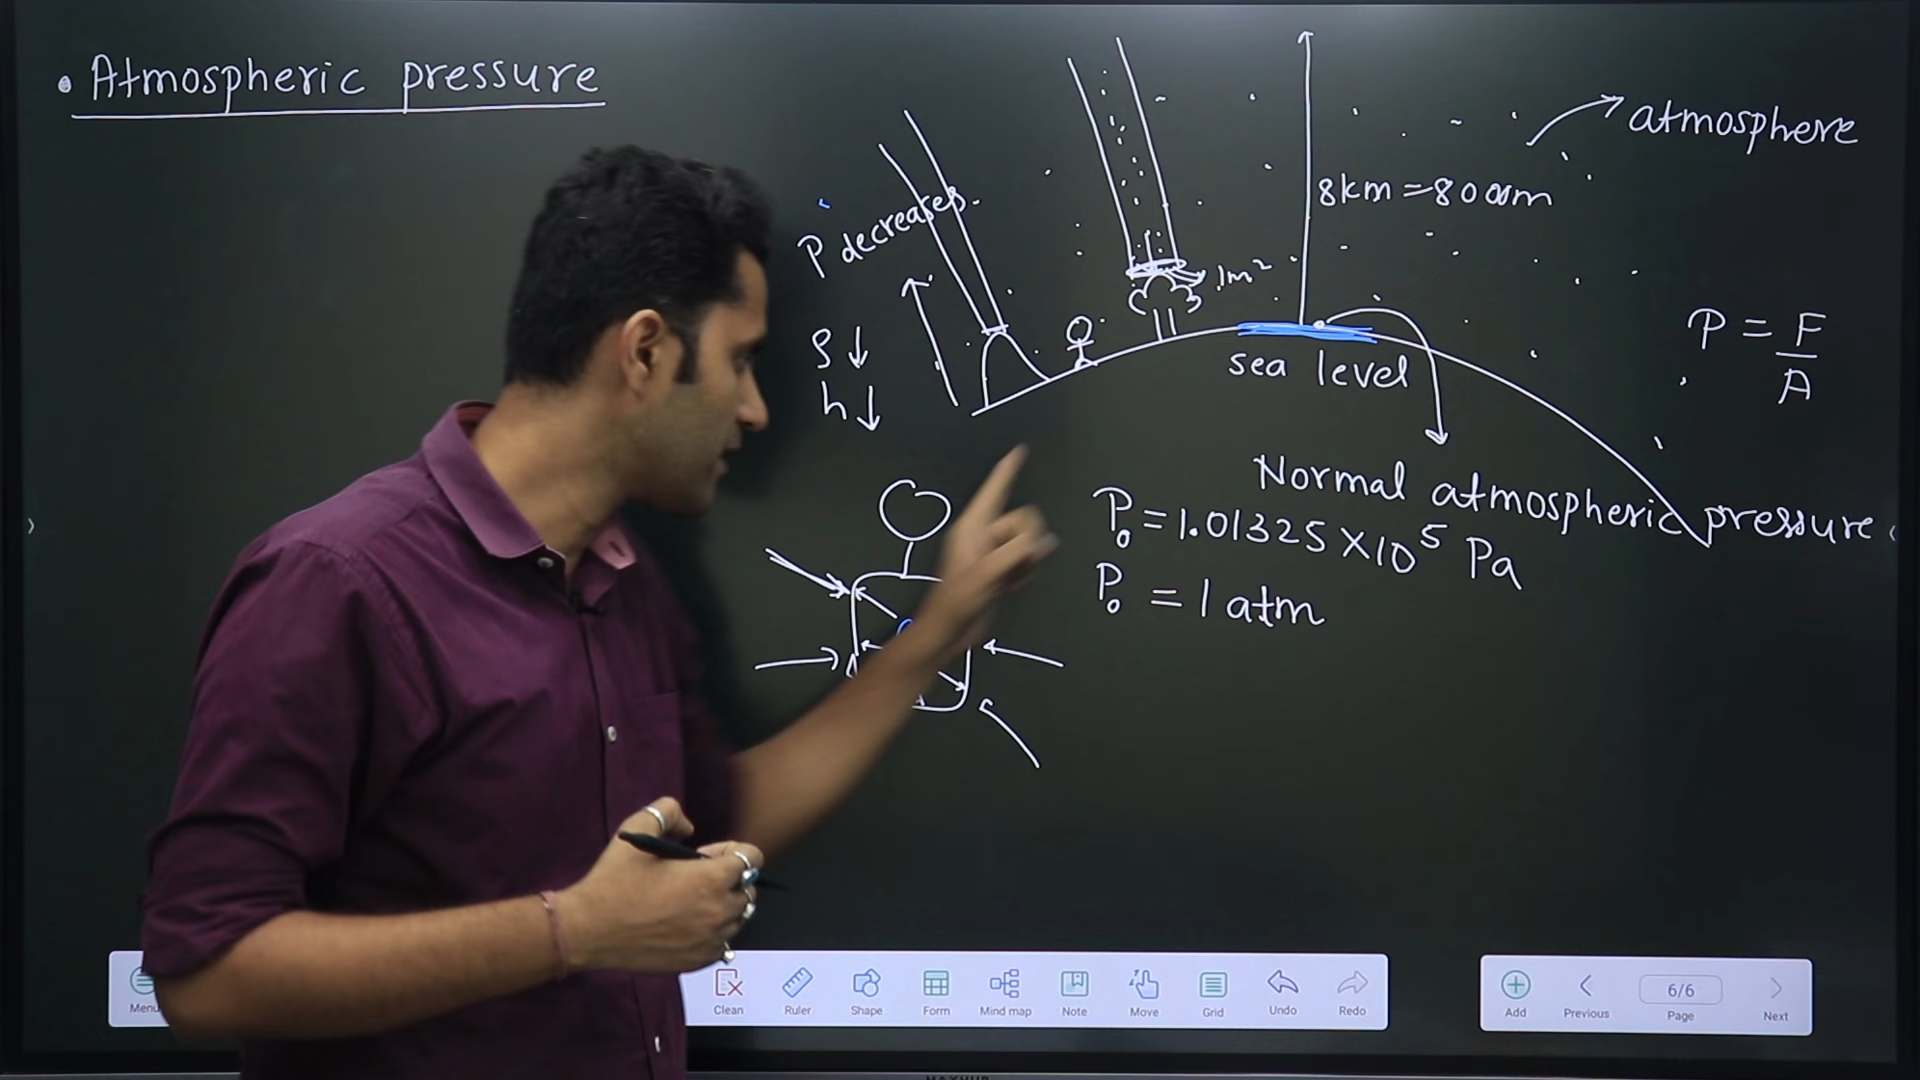 • Atmospheric pressure
atmosphere
8km = 8000m
P decreases
1m²
ρ ↓
h ↓
sea level
P = F/A
Normal atmospheric pressure
P₀ = 1.01325 × 10⁵ Pa
P₀ = 1 atm
Menu
Clean
Ruler
Shape
Form
Mind map
Note
Move
Grid
Undo
Redo
Add
Previous
6/6
Page
Next